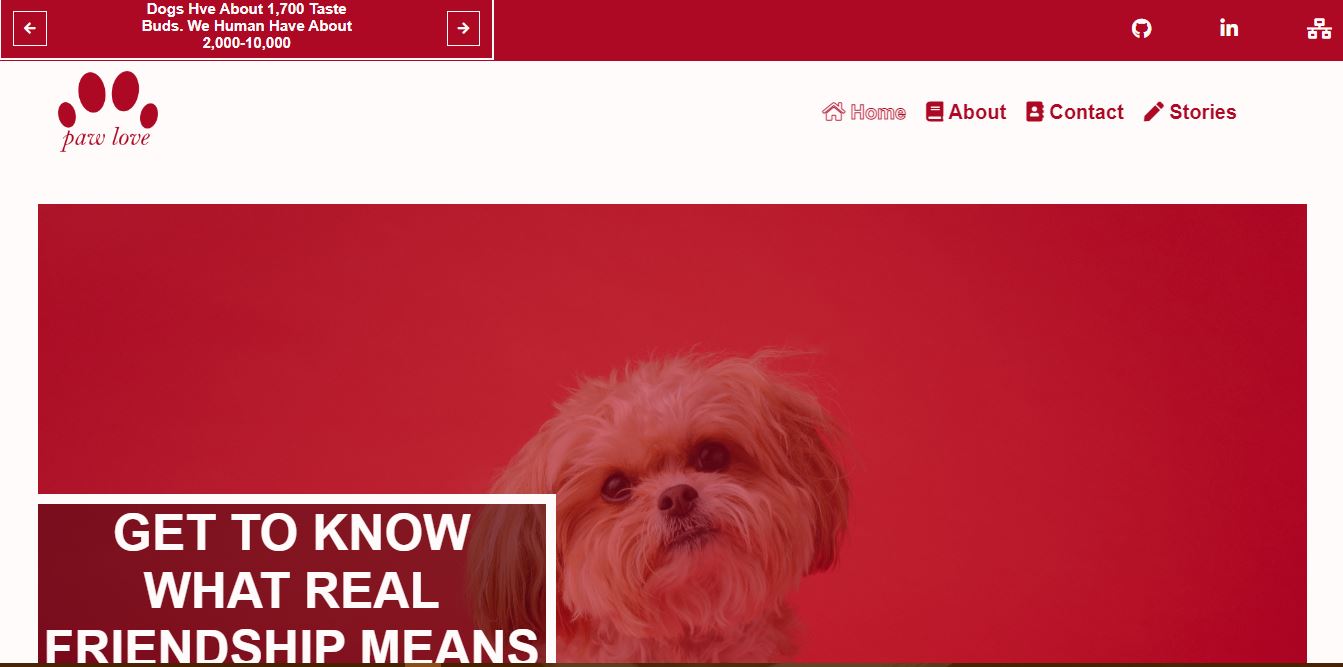 Dogs Hve About 1,700 Taste
Buds. We Human Have About
2,000-10,000
paw love
Home About Contact Stories
GET TO KNOW
WHAT REAL
FRIENDSHIP MEANS